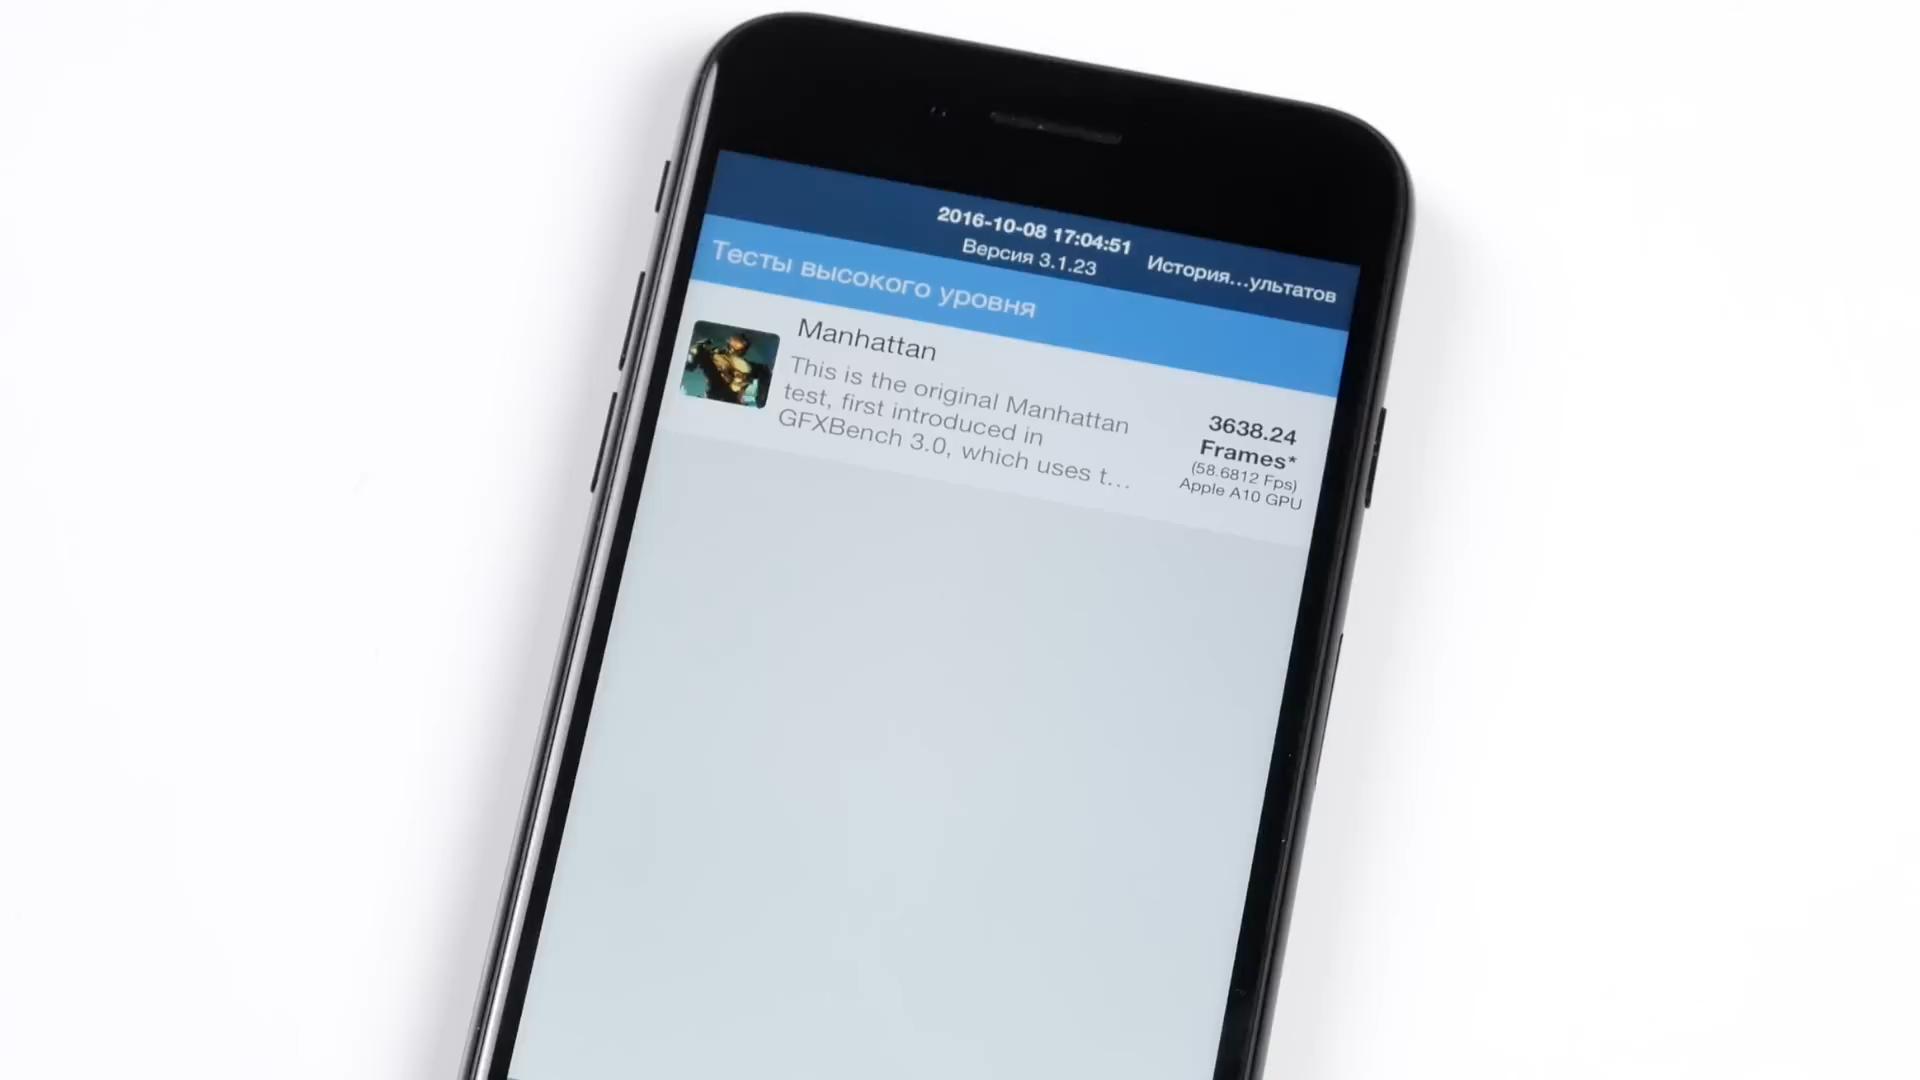 2016-10-08 17:04:51
Версия 3.1.23
История...ультатов
Тесты высокого уровня
Manhattan
This is the original Manhattan
test, first introduced in
GFXBench 3.0, which uses t...
3638.24
Frames*
(58.6812 Fps)
Apple A10 GPU